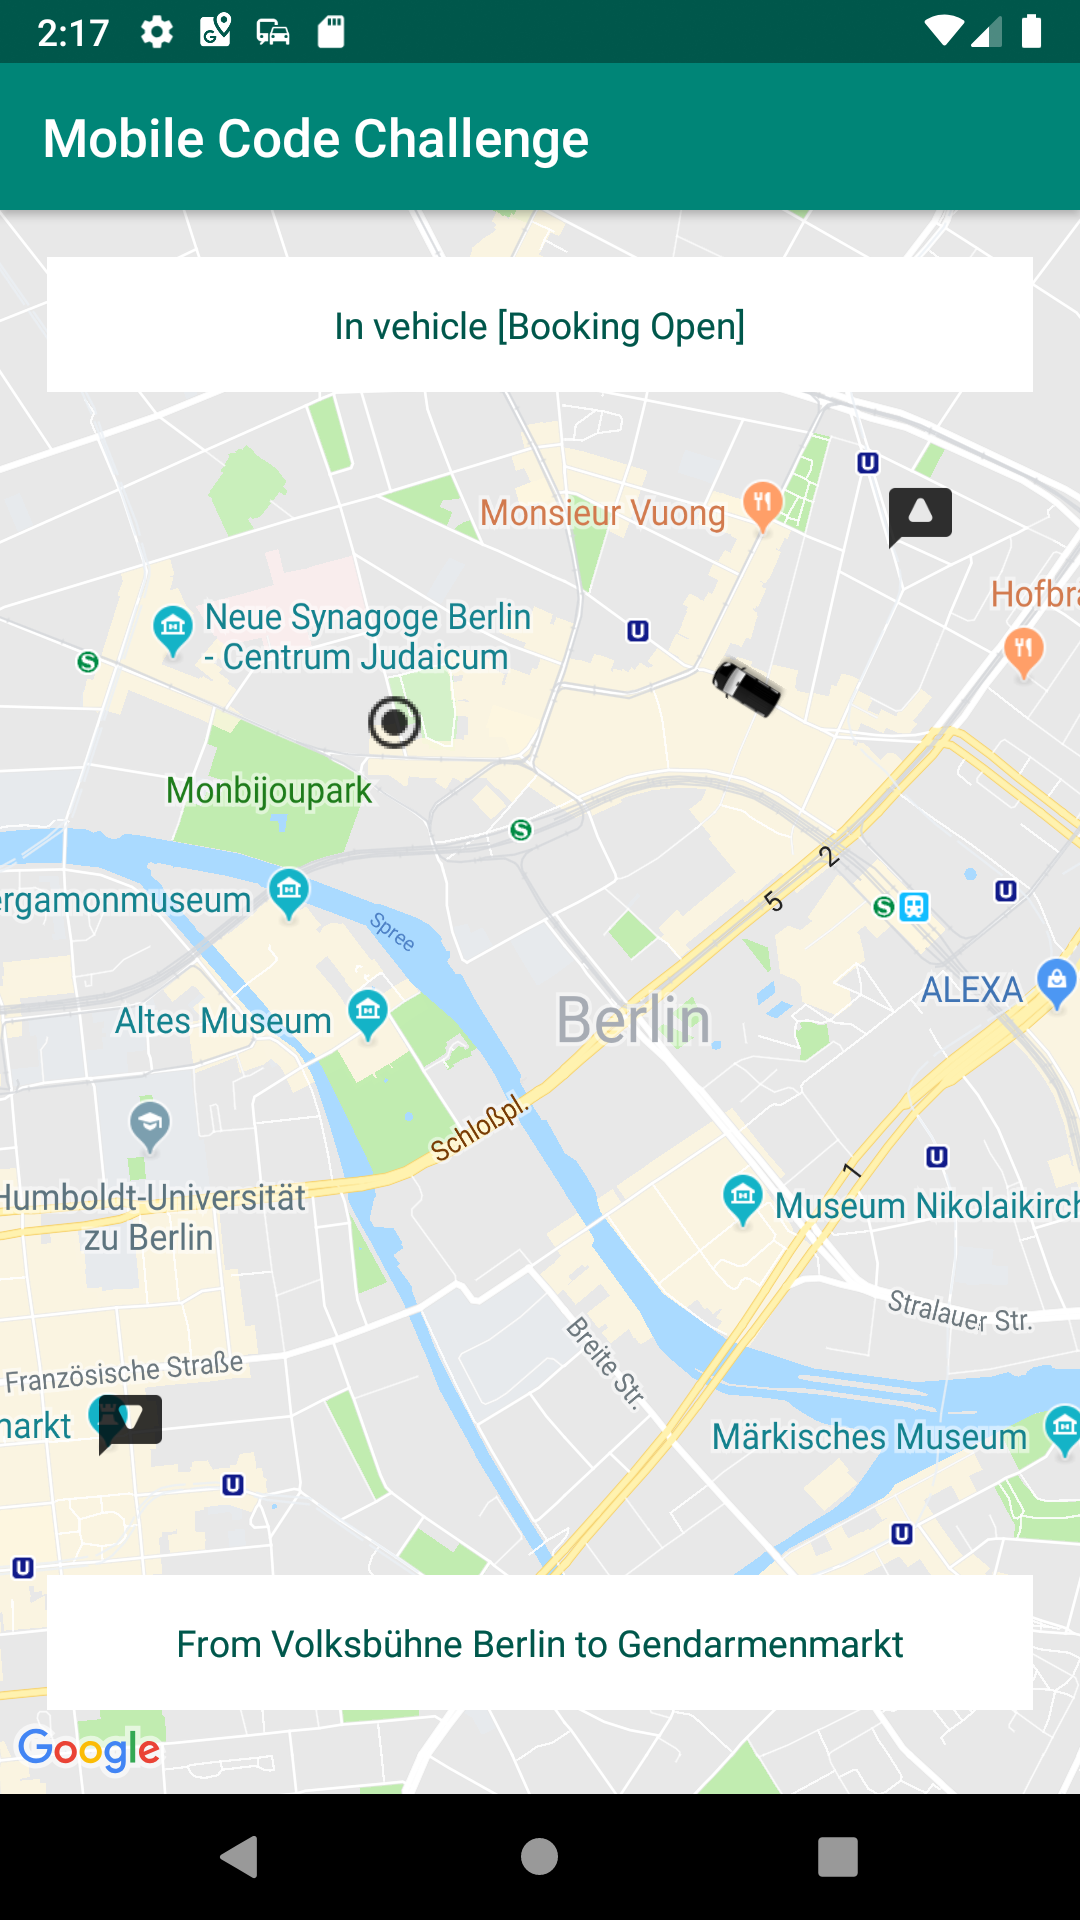 2:17
Mobile Code Challenge
In vehicle [Booking Open]
Monsieur Vuong
Hofbra
Neue Synagoge Berlin
- Centrum Judaicum
Monbijoupark
2
5
ergamonmuseum
Spree
ALEXA
Altes Museum
Berlin
Schloßpl.
1
Humboldt-Universität
zu Berlin
Museum Nikolaikirch
Stralauer Str.
Breite Str.
Französische Straße
markt
Märkisches Museum
From Volksbühne Berlin to Gendarmenmarkt
Google